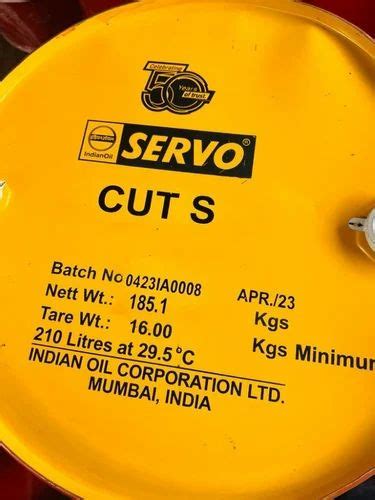 Celebrating
50 Years
of trust.
IndianOil
SERVO
CUT S
Batch No 0423IA0008 APR./23
Nett Wt.: 185.1 Kgs
Tare Wt.: 16.00 Kgs Minimum
210 Litres at 29.5°C
INDIAN OIL CORPORATION LTD.
MUMBAI, INDIA